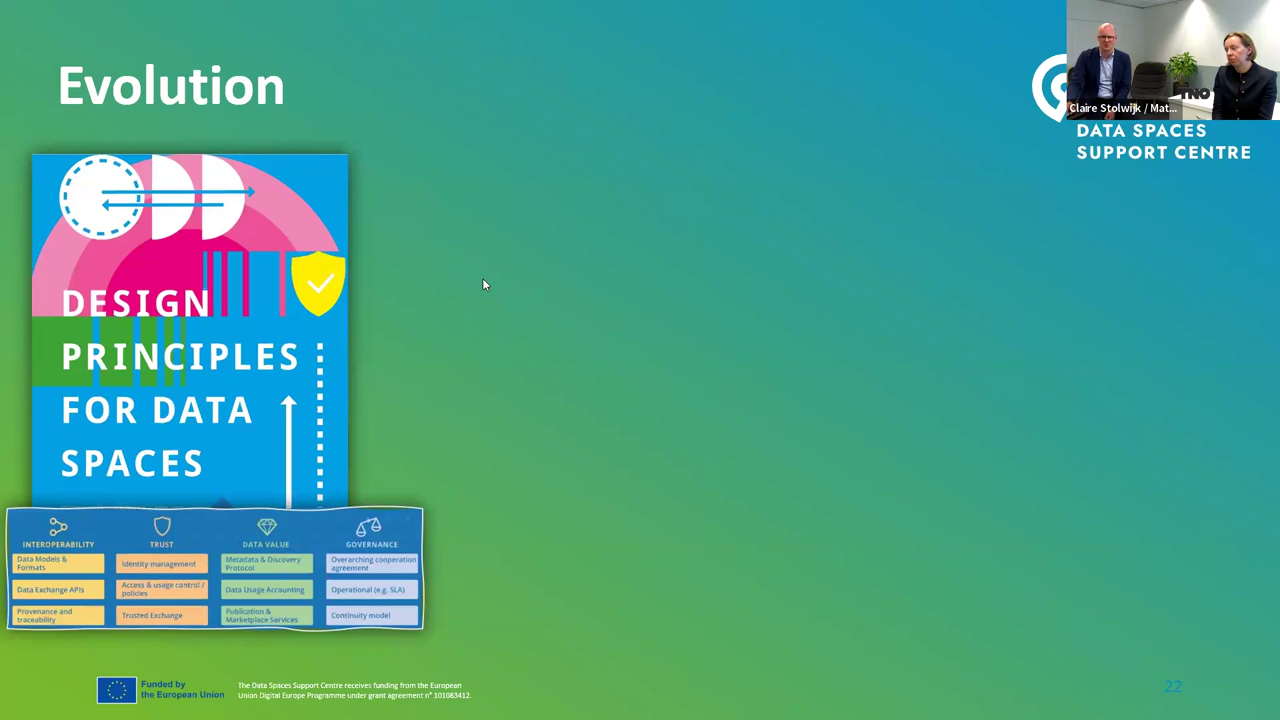 Evolution
TNO
Claire Stolwijk / Mat...
DATA SPACES
SUPPORT CENTRE
DESIGN
PRINCIPLES
FOR DATA
SPACES
INTEROPERABILITY
TRUST
DATA VALUE
GOVERNANCE
Data Models &
Formats
Identity management
Metadata & Discovery
Protocol
Overarching cooperation
agreement
Data Exchange APIs
Access & usage control /
policies
Data Usage Accounting
Operational (e.g. SLA)
Provenance and
traceability
Trusted Exchange
Publication &
Marketplace Services
Continuity model
Funded by
the European Union
The Data Spaces Support Centre receives funding from the European
Union Digital Europe Programme under grant agreement n° 101083412.
22